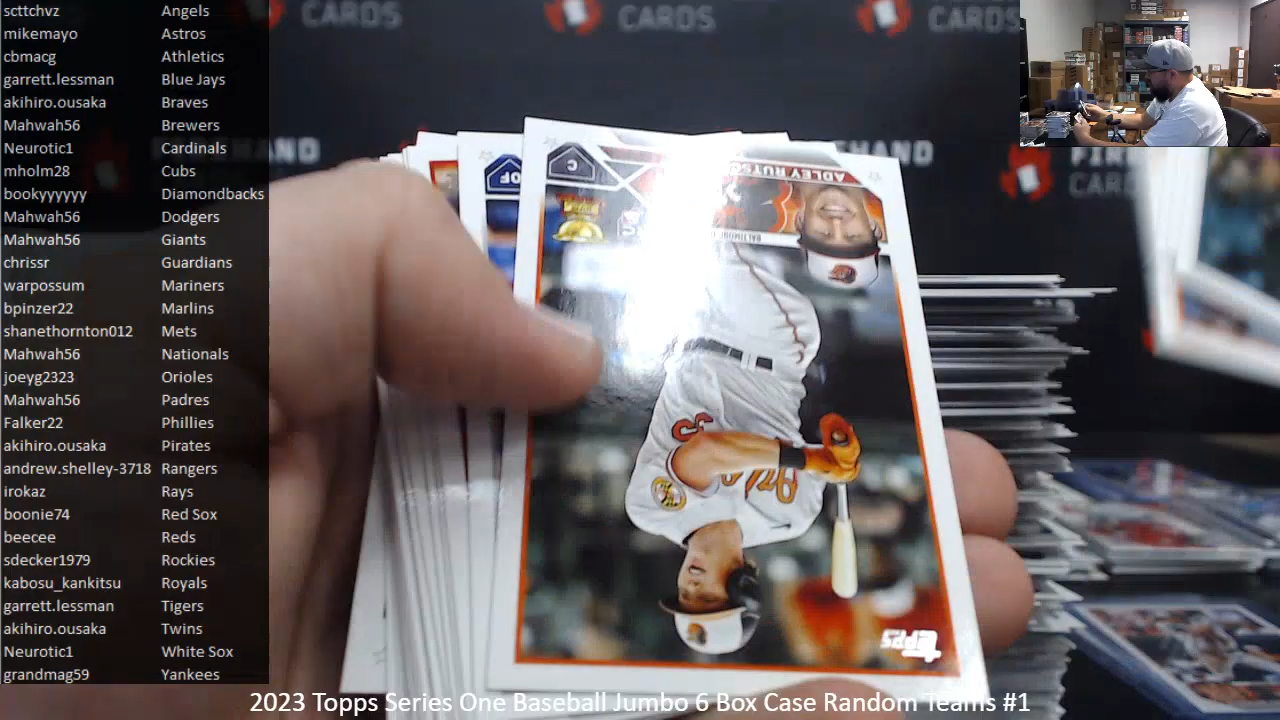 scttchvz Angels
mikemayo Astros
cbmacg Athletics
garrett.lessman Blue Jays
akihiro.ousaka Braves
Mahwah56 Brewers
Neurotic1 Cardinals
mholm28 Cubs
bookyyyyyy Diamondbacks
Mahwah56 Dodgers
Mahwah56 Giants
chrissr Guardians
warpossum Mariners
bpinzer22 Marlins
shanethornton012 Mets
Mahwah56 Nationals
joeyg2323 Orioles
Mahwah56 Padres
Falker22 Phillies
akihiro.ousaka Pirates
andrew.shelley-3718 Rangers
irokaz Rays
boonie74 Red Sox
beecee Reds
sdecker1979 Rockies
kabosu_kankitsu Royals
garrett.lessman Tigers
akihiro.ousaka Twins
Neurotic1 White Sox
grandmag59 Yankees
CARDS
CARDS
CARDS
OF
C
ADLEY RUTSC
BALTIMORE
TOPPS
2023 Topps Series One Baseball Jumbo 6 Box Case Random Teams #1